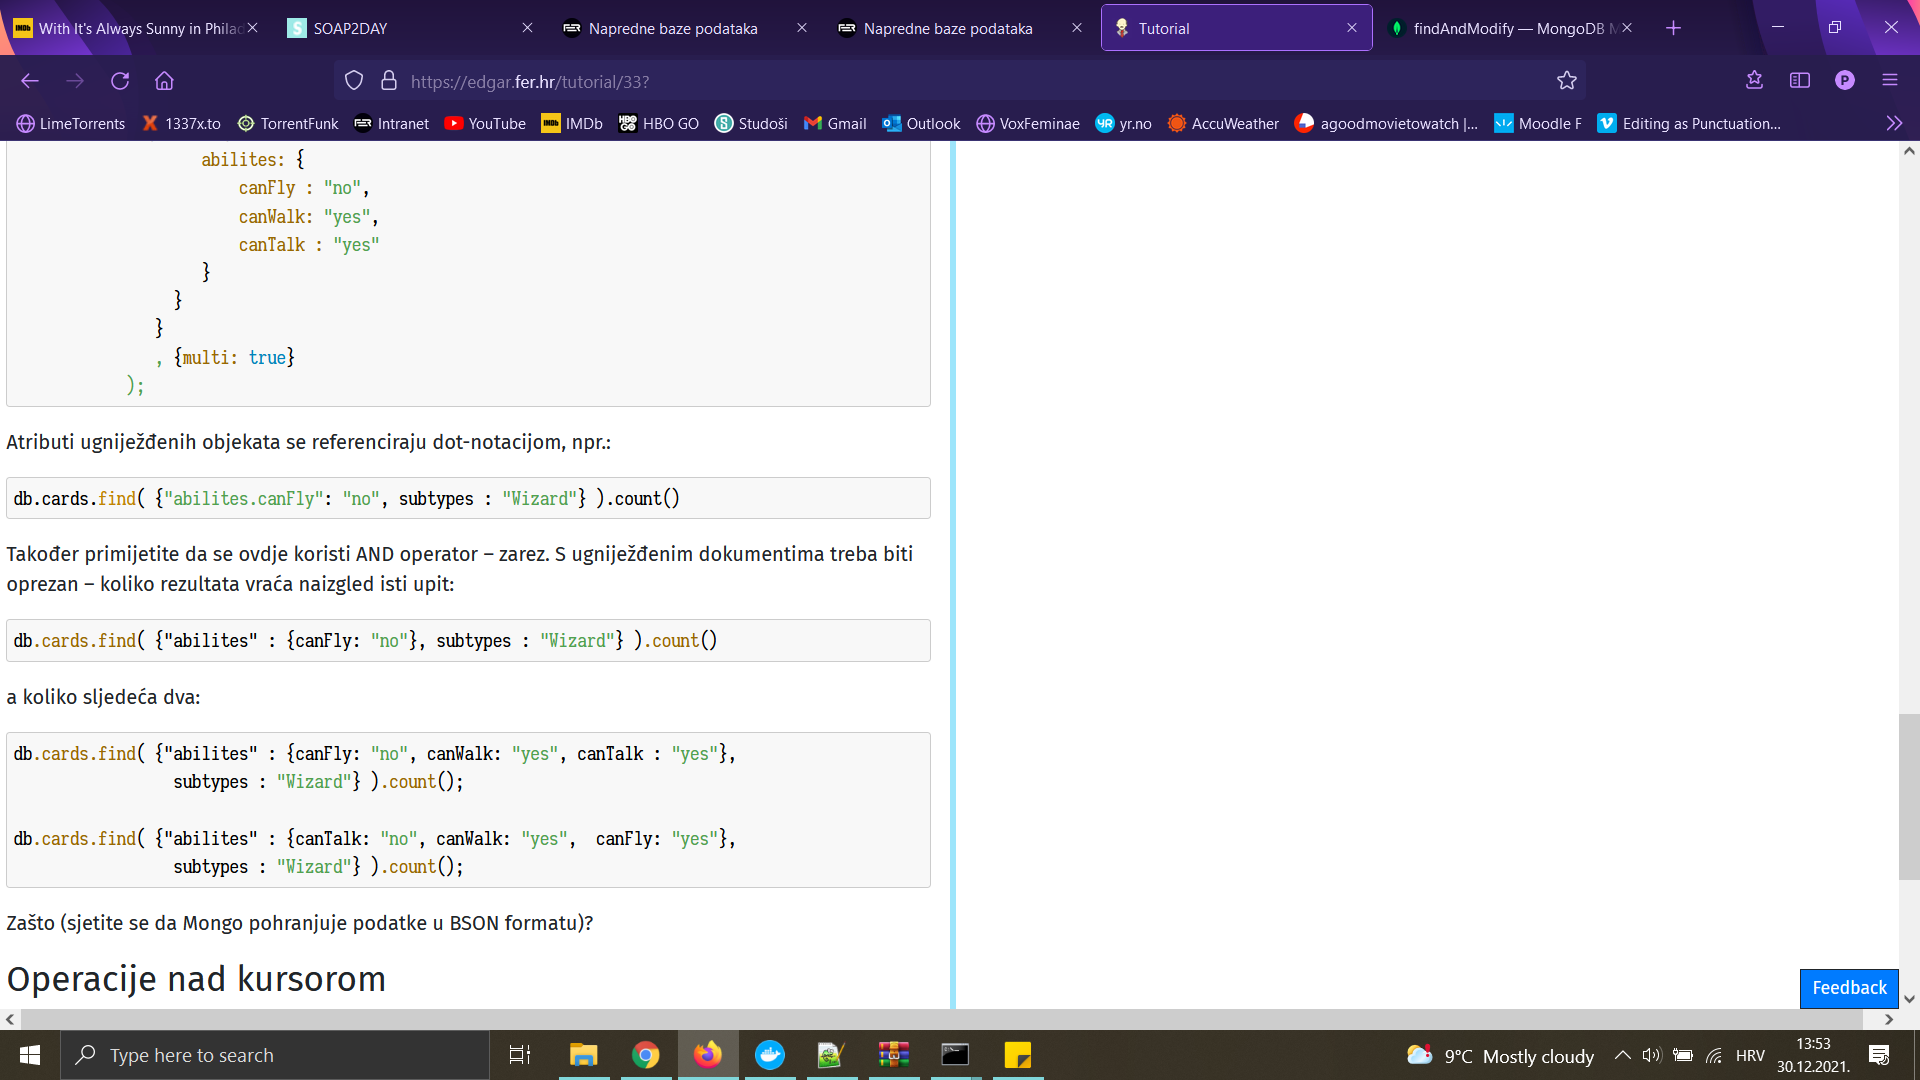 With It's Always Sunny in Philad
SOAP2DAY
Napredne baze podataka
Napredne baze podataka
Tutorial
findAndModify — MongoDB M
https://edgar.fer.hr/tutorial/33?
LimeTorrents
1337x.to
TorrentFunk
Intranet
YouTube
IMDb
HBO GO
Studoši
Gmail
Outlook
VoxFeminae
yr.no
AccuWeather
agoodmovietowatch |...
Moodle F
Editing as Punctuation...
abilites: {
canFly : "no",
canWalk: "yes",
canTalk : "yes"
}
}
}
, {multi: true}
);
Atributi ugniježđenih objekata se referenciraju dot-notacijom, npr.:
db.cards.find( {"abilites.canFly": "no", subtypes : "Wizard"} ).count()
Također primijetite da se ovdje koristi AND operator – zarez. S ugniježđenim dokumentima treba biti
oprezan – koliko rezultata vraća naizgled isti upit:
db.cards.find( {"abilites" : {canFly: "no"}, subtypes : "Wizard"} ).count()
a koliko sljedeća dva:
db.cards.find( {"abilites" : {canFly: "no", canWalk: "yes", canTalk : "yes"},
subtypes : "Wizard"} ).count();
db.cards.find( {"abilites" : {canTalk: "no", canWalk: "yes",  canFly: "yes"},
subtypes : "Wizard"} ).count();
Zašto (sjetite se da Mongo pohranjuje podatke u BSON formatu)?
Operacije nad kursorom
Feedback
Type here to search
9°C Mostly cloudy
HRV
13:53
30.12.2021.